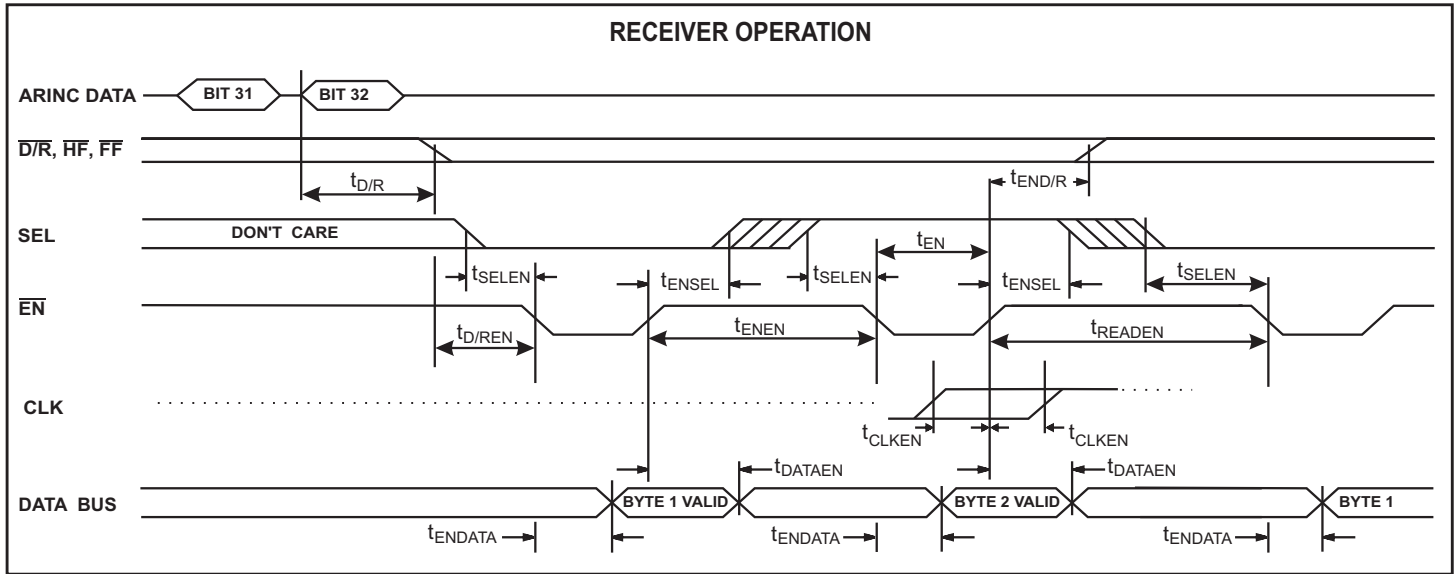 RECEIVER OPERATION
ARINC DATA BIT 31 BIT 32
D/R, HF, FF
tD/R tEND/R
SEL DON'T CARE
tEN
tSELEN tENSEL tSELEN tENSEL tSELEN
EN
tD/REN tENEN tREADEN
CLK
tCLKEN tCLKEN
tDATAEN tDATAEN
DATA BUS BYTE 1 VALID BYTE 2 VALID BYTE 1
tENDATA tENDATA tENDATA